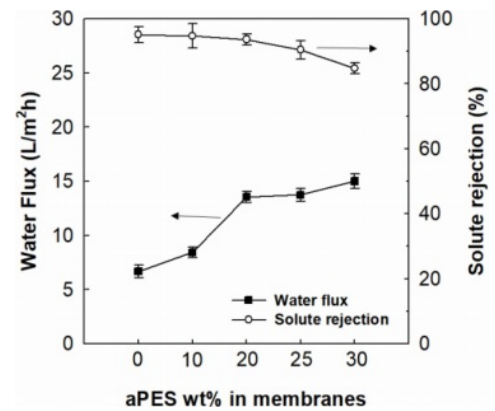 30
25
20
15
10
5
0
Water Flux (L/m²h)
100
80
60
40
20
0
Solute rejection (%)
Water flux
Solute rejection
0 10 20 25 30
aPES wt% in membranes